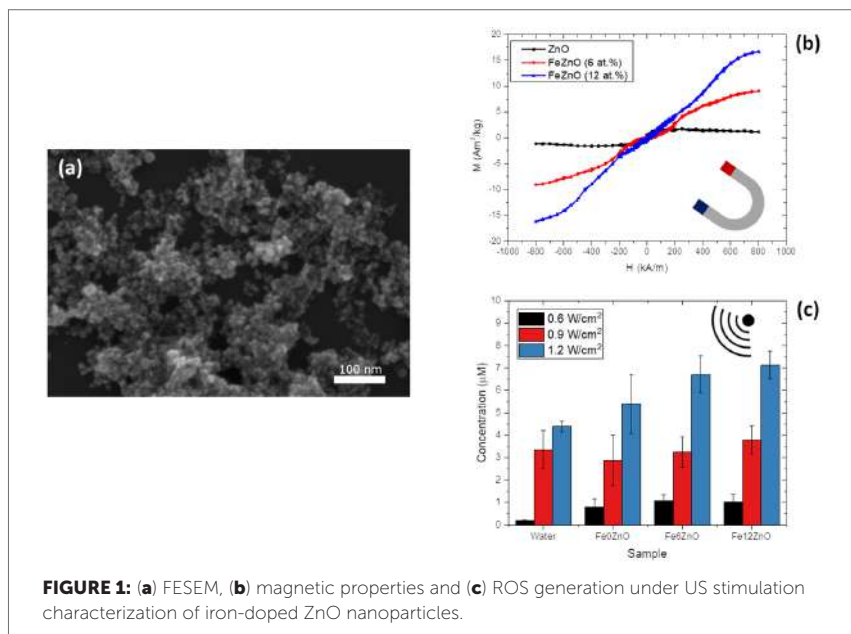 (a)
100 nm
(b)
ZnO
FeZnO (6 at.%)
FeZnO (12 at.%)
M (Am²/kg)
20
15
10
5
0
-5
-10
-15
-20
-1000 -800 -600 -400 -200 0 200 400 600 800 1000
H (kA/m)
(c)
0.6 W/cm²
0.9 W/cm²
1.2 W/cm²
Concentration (µM)
10
9
8
7
6
5
4
3
2
1
0
Water Fe0ZnO Fe6ZnO Fe12ZnO
Sample
FIGURE 1: (a) FESEM, (b) magnetic properties and (c) ROS generation under US stimulation
characterization of iron-doped ZnO nanoparticles.